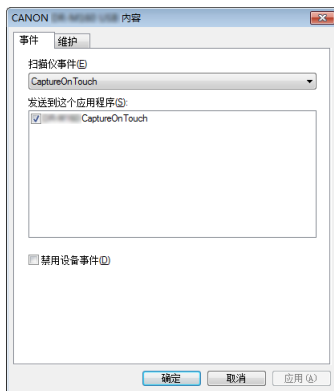 CANON 内容
事件 维护
扫描仪事件(E)
CaptureOnTouch
发送到这个应用程序(S):
CaptureOnTouch
禁用设备事件(D)
确定 取消 应用(A)